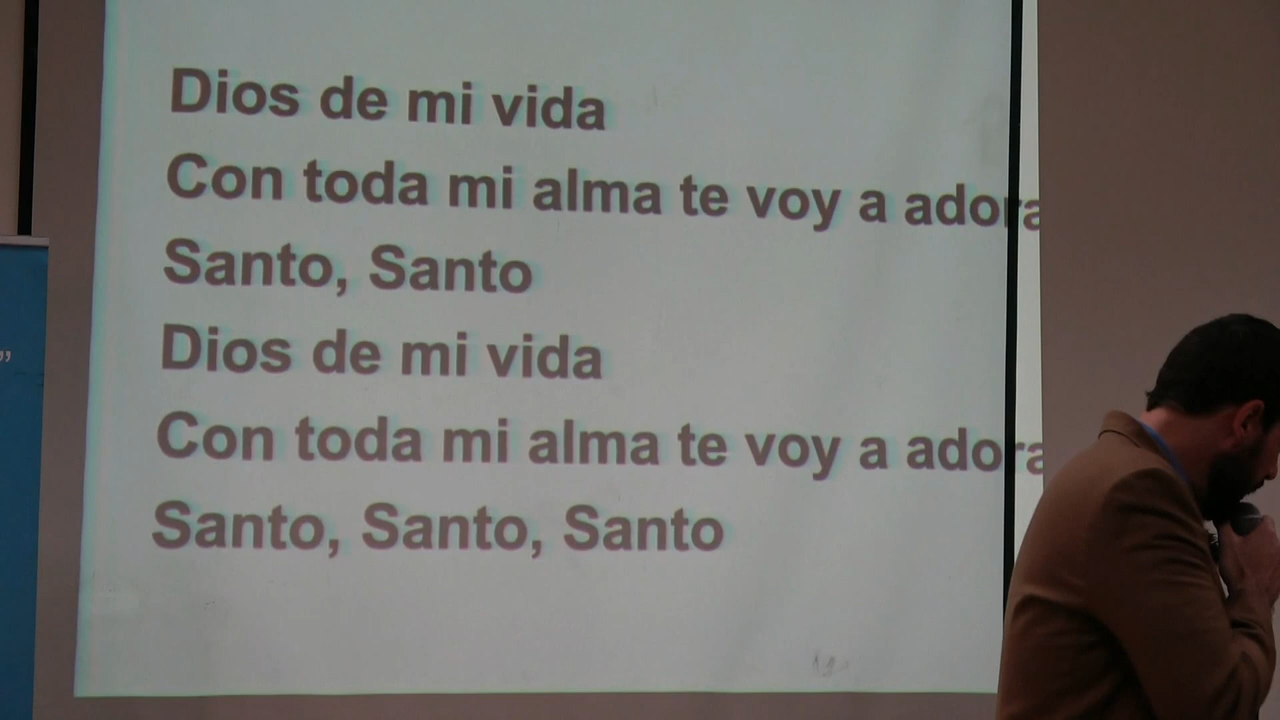 Dios de mi vida
Con toda mi alma te voy a adora
Santo, Santo
Dios de mi vida
Con toda mi alma te voy a adora
Santo, Santo, Santo
”